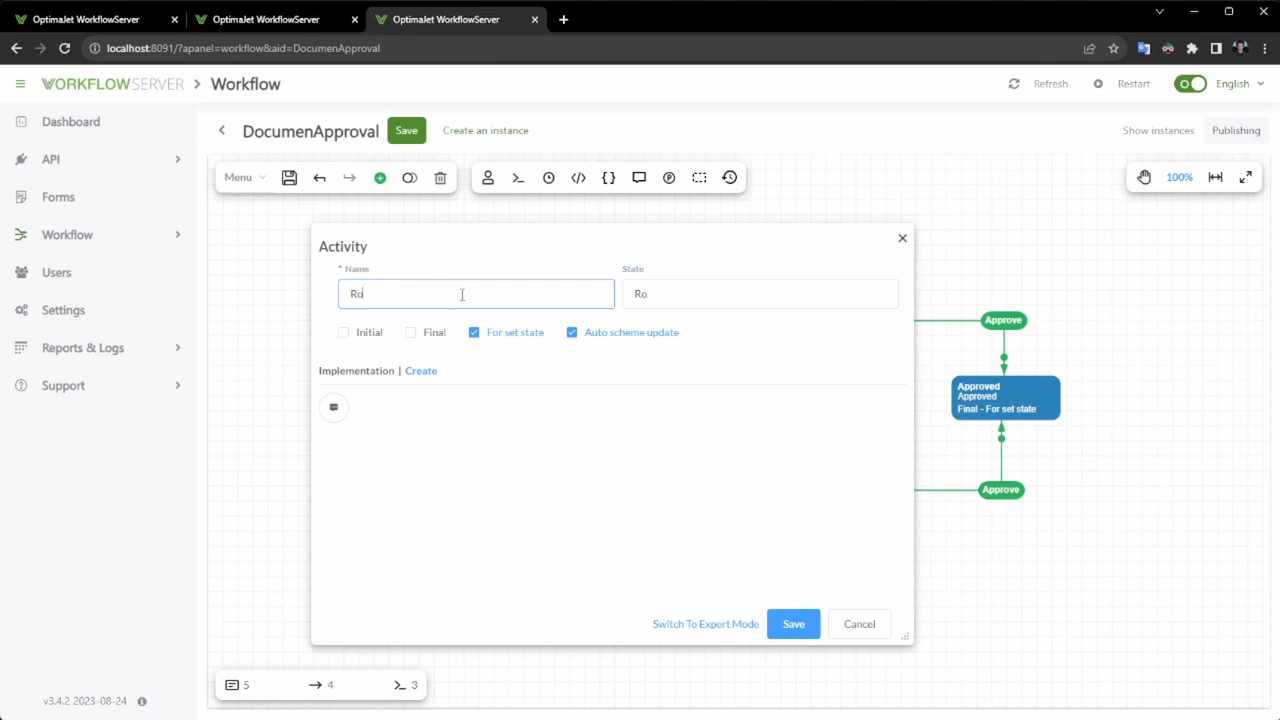 OptimaJet WorkflowServer
OptimaJet WorkflowServer
OptimaJet WorkflowServer
localhost:8091/?apanel=workflow&aid=DocumenApproval
WORKFLOWSERVER > Workflow
Refresh
Restart
English
Dashboard
API
Forms
Workflow
Users
Settings
Reports & Logs
Support
v3.4.2 2023-08-24
DocumenApproval
Save
Create an instance
Show instances
Publishing
Menu
100%
Activity
* Name
State
Ro
Ro
Initial
Final
For set state
Auto scheme update
Implementation | Create
Switch To Expert Mode
Save
Cancel
Approve
Approved
Approved
Final - For set state
Approve
5
4
3